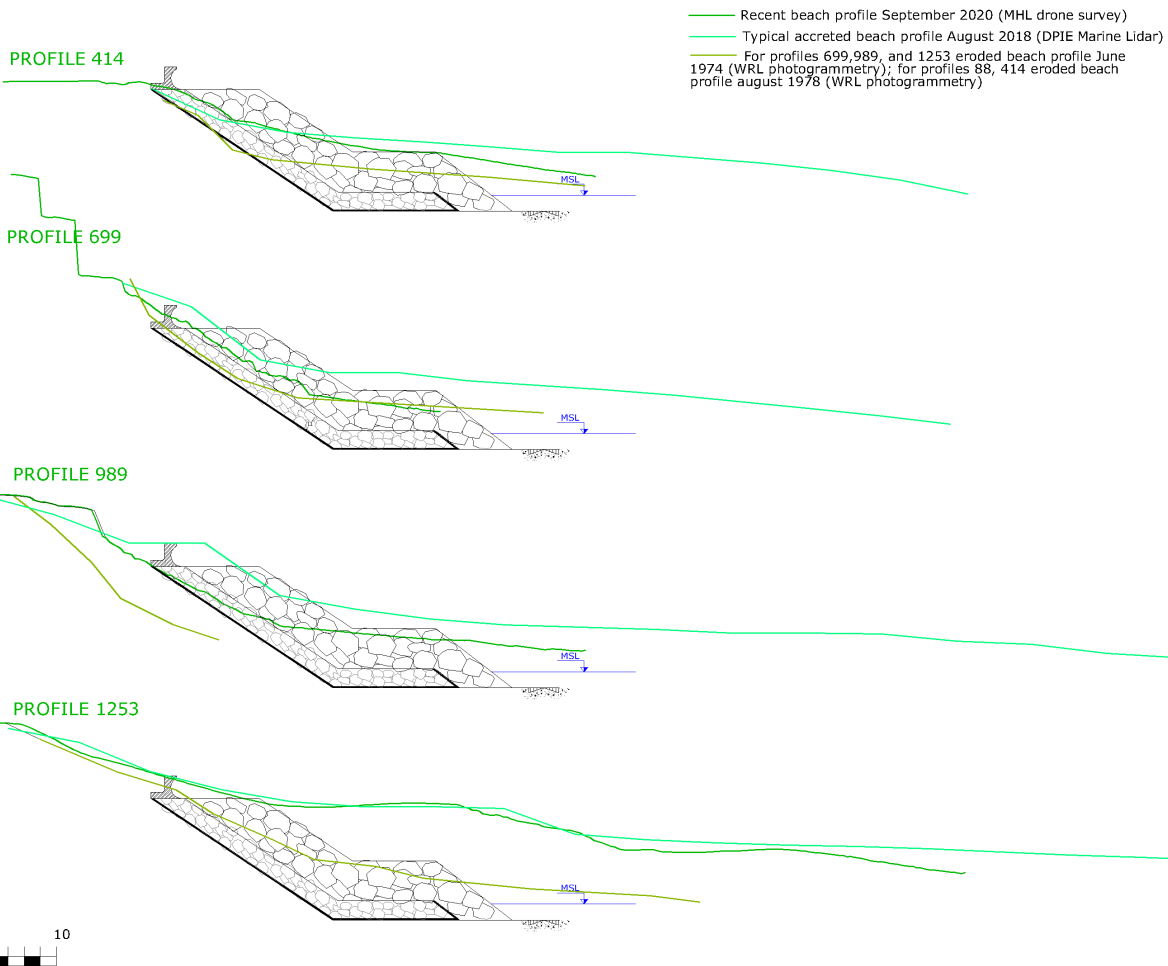 Recent beach profile September 2020 (MHL drone survey)
Typical accreted beach profile August 2018 (DPIE Marine Lidar)
For profiles 699,989, and 1253 eroded beach profile June
1974 (WRL photogrammetry); for profiles 88, 414 eroded beach
profile august 1978 (WRL photogrammetry)
PROFILE 414
MSL
PROFILE 699
MSL
PROFILE 989
MSL
PROFILE 1253
MSL
10